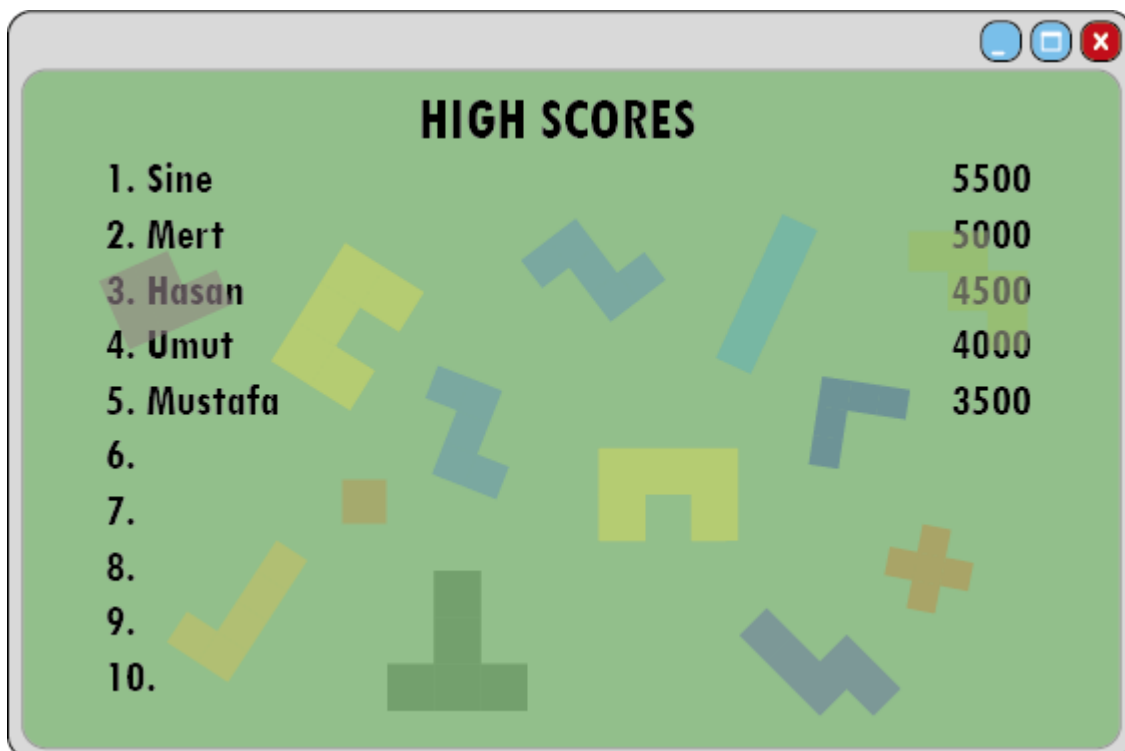 HIGH SCORES
1. Sine 5500
2. Mert 5000
3. Hasan 4500
4. Umut 4000
5. Mustafa 3500
6.
7.
8.
9.
10.